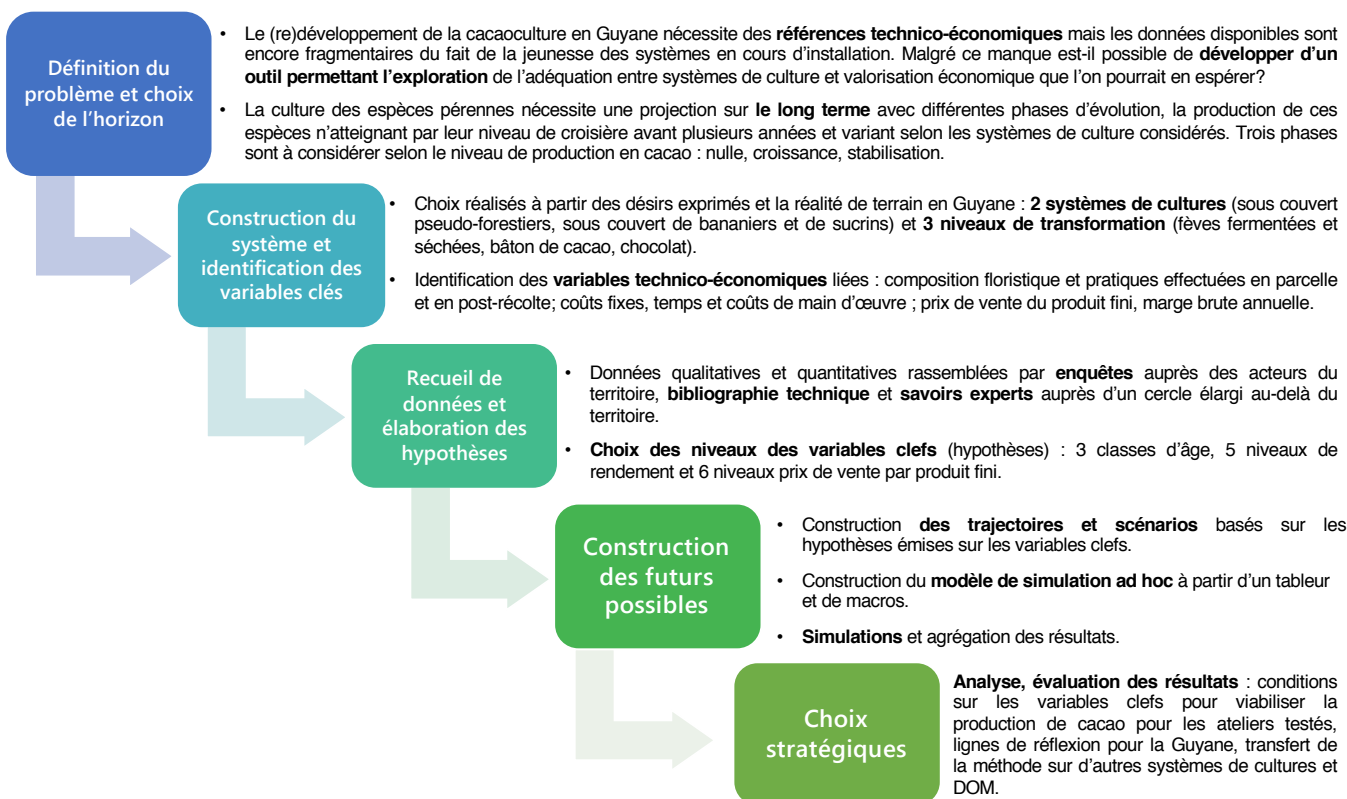 Définition du
problème et choix
de l'horizon
• Le (re)développement de la cacaoculture en Guyane nécessite des références technico-économiques mais les données disponibles sont
encore fragmentaires du fait de la jeunesse des systèmes en cours d'installation. Malgré ce manque est-il possible de développer d'un
outil permettant l'exploration de l'adéquation entre systèmes de culture et valorisation économique que l'on pourrait en espérer?
• La culture des espèces pérennes nécessite une projection sur le long terme avec différentes phases d'évolution, la production de ces
espèces n'atteignant par leur niveau de croisière avant plusieurs années et variant selon les systèmes de culture considérés. Trois phases
sont à considérer selon le niveau de production en cacao : nulle, croissance, stabilisation.
Construction du
système et
identification des
variables clés
• Choix réalisés à partir des désirs exprimés et la réalité de terrain en Guyane : 2 systèmes de cultures (sous couvert
pseudo-forestiers, sous couvert de bananiers et de sucrins) et 3 niveaux de transformation (fèves fermentées et
séchées, bâton de cacao, chocolat).
• Identification des variables technico-économiques liées : composition floristique et pratiques effectuées en parcelle
et en post-récolte; coûts fixes, temps et coûts de main d'œuvre ; prix de vente du produit fini, marge brute annuelle.
Recueil de
données et
élaboration des
hypothèses
• Données qualitatives et quantitatives rassemblées par enquêtes auprès des acteurs du
territoire, bibliographie technique et savoirs experts auprès d'un cercle élargi au-delà du
territoire.
• Choix des niveaux des variables clefs (hypothèses) : 3 classes d'âge, 5 niveaux de
rendement et 6 niveaux prix de vente par produit fini.
Construction
des futurs
possibles
• Construction des trajectoires et scénarios basés sur les
hypothèses émises sur les variables clefs.
• Construction du modèle de simulation ad hoc à partir d'un tableur
et de macros.
• Simulations et agrégation des résultats.
Choix
stratégiques
Analyse, évaluation des résultats : conditions
sur les variables clefs pour viabiliser la
production de cacao pour les ateliers testés,
lignes de réflexion pour la Guyane, transfert de
la méthode sur d'autres systèmes de cultures et
DOM.